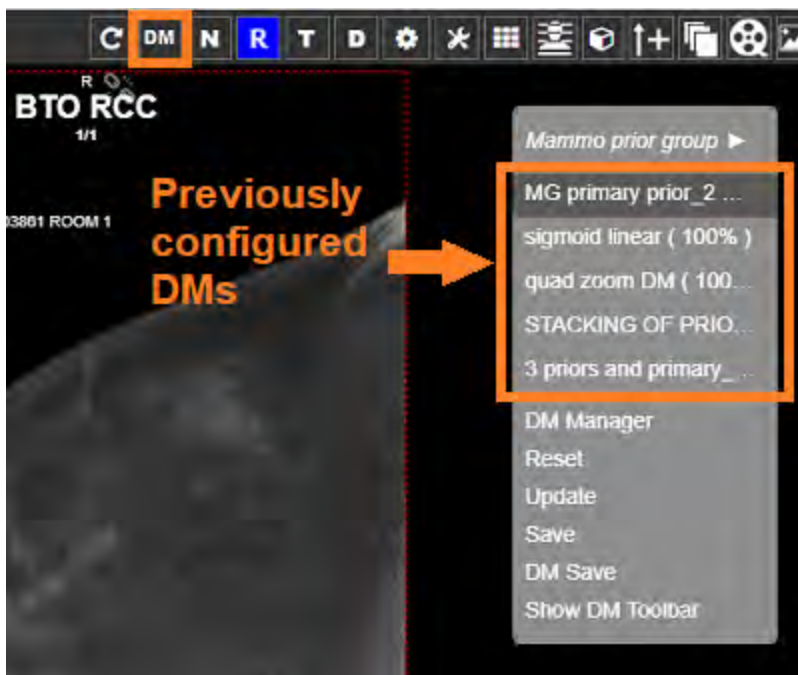 C DM N R T D
R
BTO RCC
1/1
03861 ROOM 1
Previously
configured
DMs
Mammo prior group ►
MG primary prior_2 ...
sigmoid linear ( 100% )
quad zoom DM ( 100...
STACKING OF PRIO...
3 priors and primary_ ...
DM Manager
Reset
Update
Save
DM Save
Show DM Toolbar